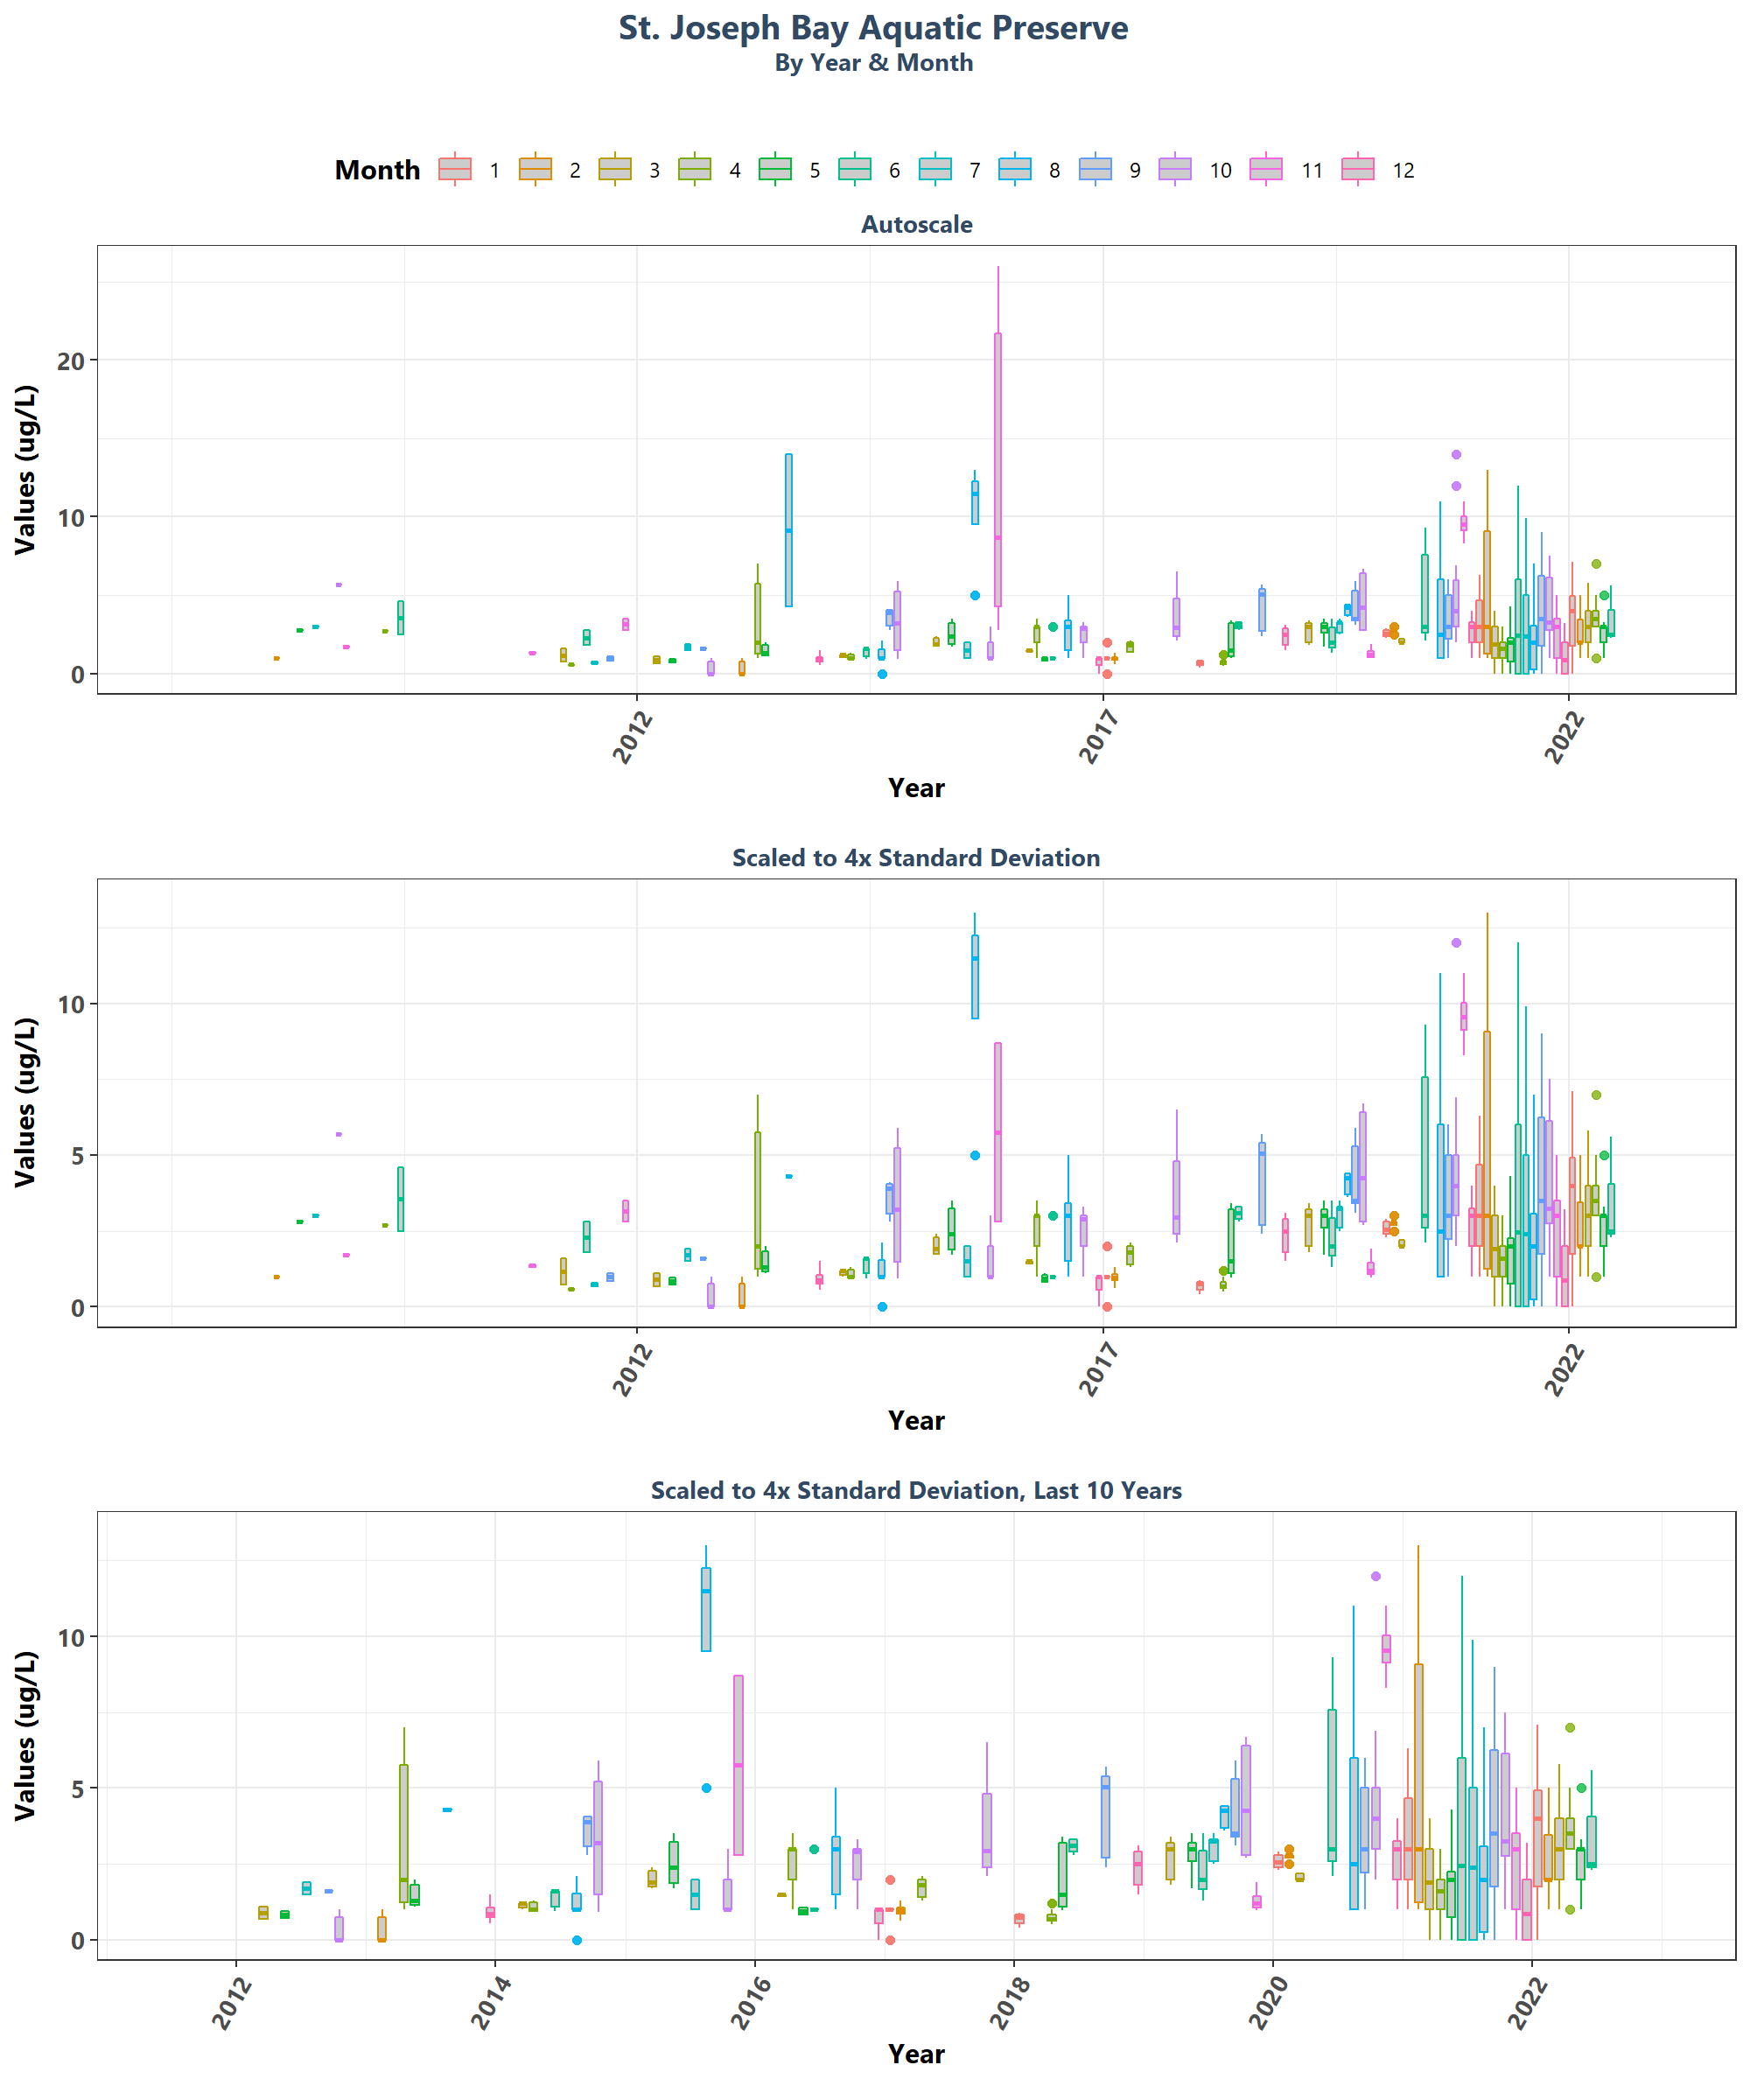 St. Joseph Bay Aquatic Preserve
By Year & Month
Month 1 2 3 4 5 6 7 8 9 10 11 12
Autoscale
Values (ug/L)
20
10
0
2012 2017 2022
Year
Scaled to 4x Standard Deviation
Values (ug/L)
10
5
0
2012 2017 2022
Year
Scaled to 4x Standard Deviation, Last 10 Years
Values (ug/L)
10
5
0
2012 2014 2016 2018 2020 2022
Year